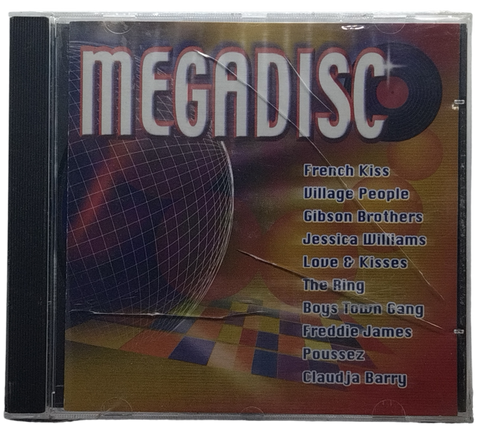 MEGADISC
French Kiss
Village People
Gibson Brothers
Jessica Williams
Love & Kisses
The Ring
Boys Town Gang
Freddie James
Poussez
Claudja Barry